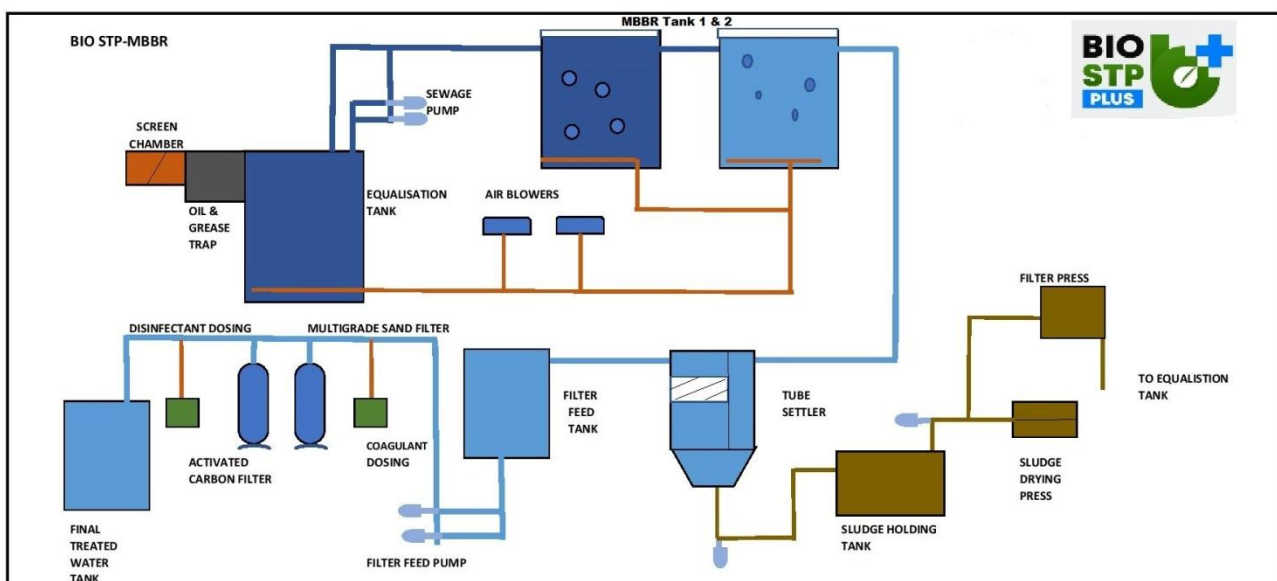 MBBR Tank 1 & 2
BIO STP-MBBR
BIO
STP
PLUS
SEWAGE
PUMP
SCREEN
CHAMBER
EQUALISATION
TANK
AIR BLOWERS
OIL &
GREASE
TRAP
FILTER PRESS
DISINFECTANT DOSING
MULTIGRADE SAND FILTER
TO EQUALISTION
TANK
FILTER
FEED
TANK
TUBE
SETTLER
COAGULANT
DOSING
ACTIVATED
CARBON FILTER
SLUDGE
DRYING
PRESS
FINAL
TREATED
WATER
TANK
SLUDGE HOLDING
TANK
FILTER FEED PUMP